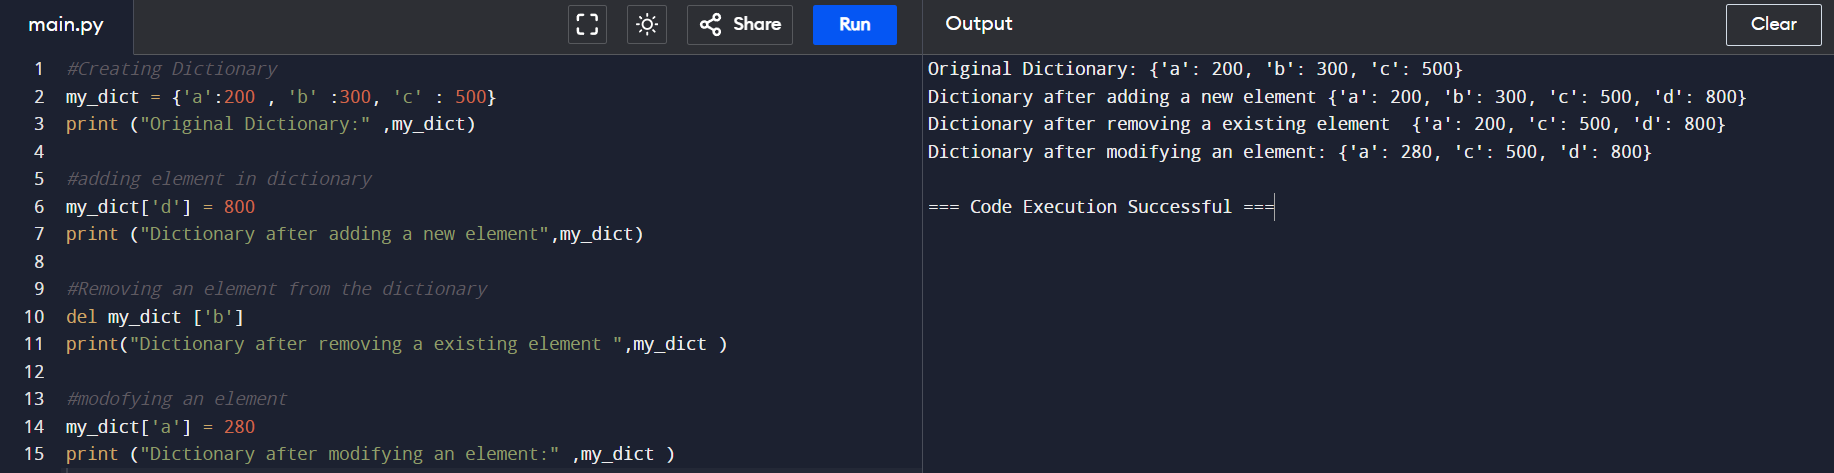 main.py
Share
Run
Output
Clear
1 #Creating Dictionary
2 my_dict = {'a':200 , 'b' :300, 'c' : 500}
3 print ("Original Dictionary:" ,my_dict)
4
5 #adding element in dictionary
6 my_dict['d'] = 800
7 print ("Dictionary after adding a new element",my_dict)
8
9 #Removing an element from the dictionary
10 del my_dict ['b']
11 print("Dictionary after removing a existing element ",my_dict )
12
13 #modofying an element
14 my_dict['a'] = 280
15 print ("Dictionary after modifying an element:" ,my_dict )
Original Dictionary: {'a': 200, 'b': 300, 'c': 500}
Dictionary after adding a new element {'a': 200, 'b': 300, 'c': 500, 'd': 800}
Dictionary after removing a existing element  {'a': 200, 'c': 500, 'd': 800}
Dictionary after modifying an element: {'a': 280, 'c': 500, 'd': 800}
=== Code Execution Successful ===